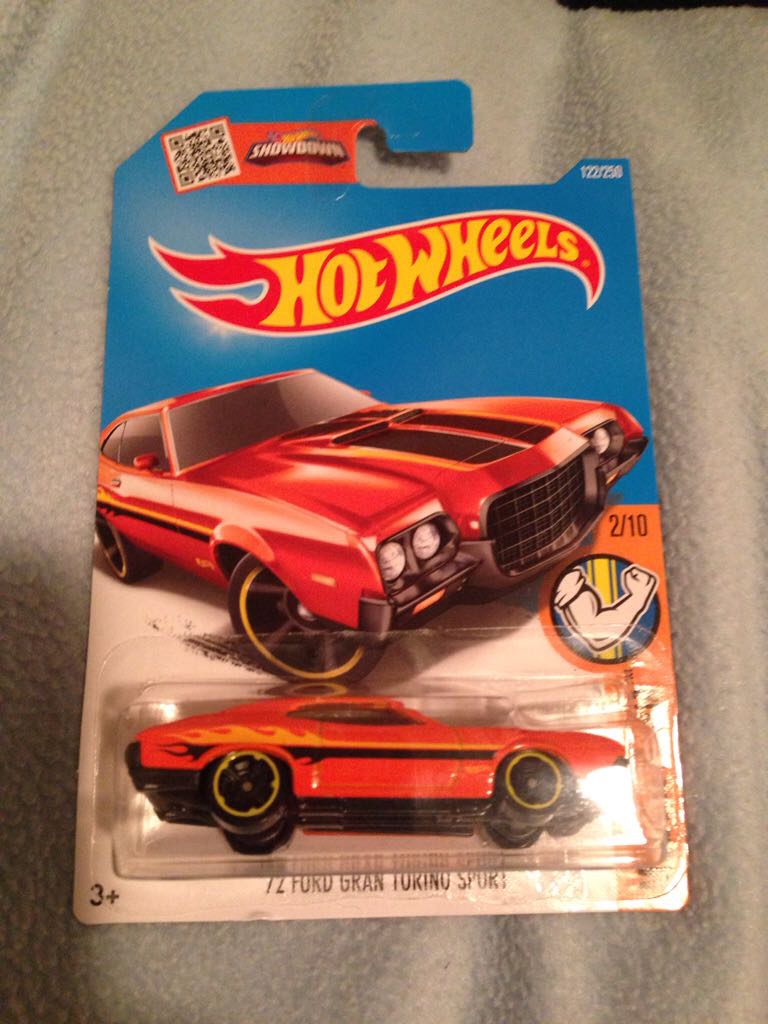 SHOWDOWN
122/250
HOT WHEELS
2/10
'72 FORD GRAN TORINO SPORT
3+